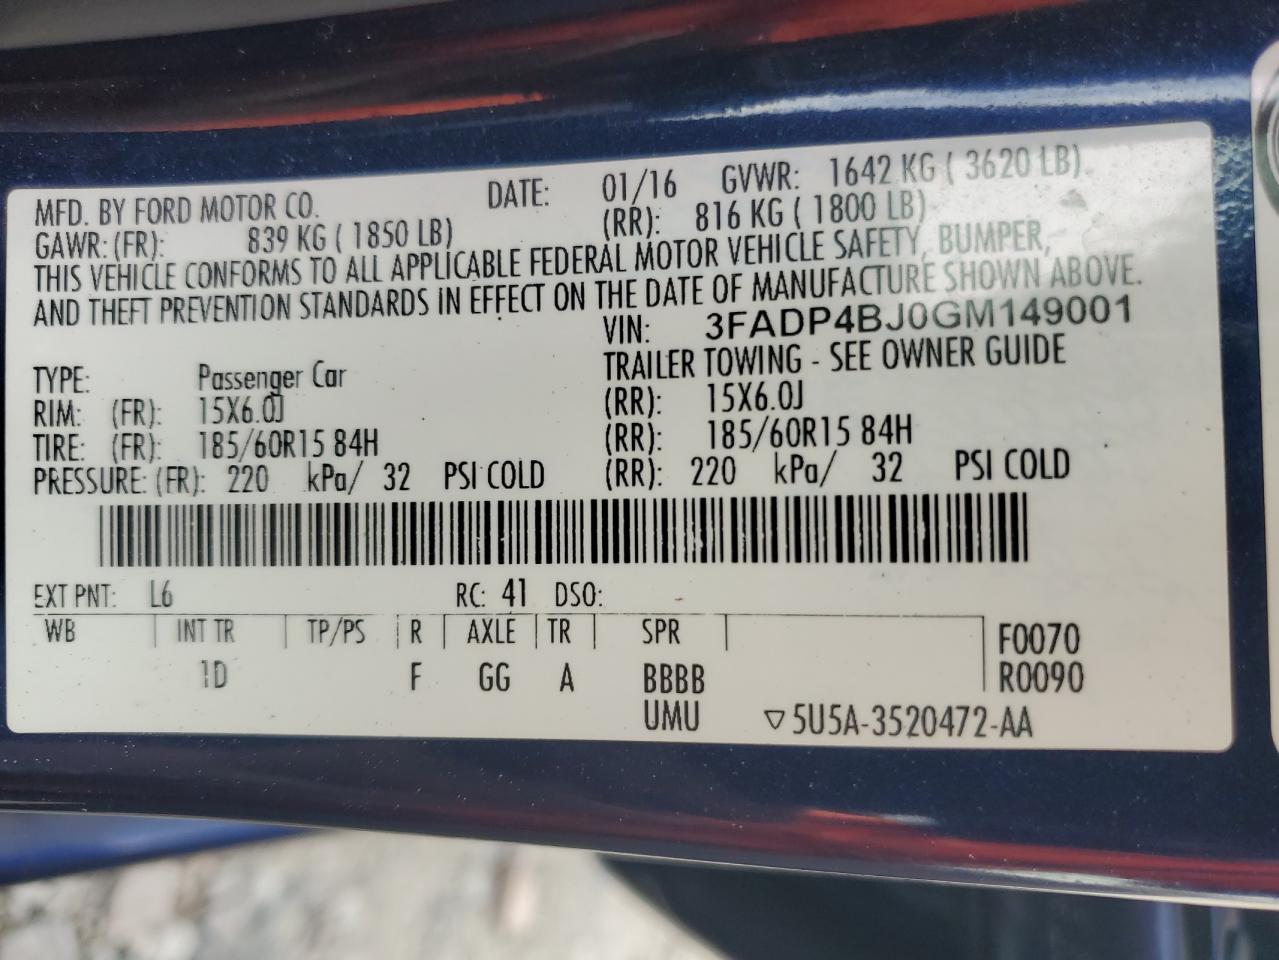 MFD. BY FORD MOTOR CO. DATE: 01/16 GVWR: 1642 KG ( 3620 LB)
GAWR: (FR): 839 KG ( 1850 LB) (RR): 816 KG ( 1800 LB)
THIS VEHICLE CONFORMS TO ALL APPLICABLE FEDERAL MOTOR VEHICLE SAFETY, BUMPER,
AND THEFT PREVENTION STANDARDS IN EFFECT ON THE DATE OF MANUFACTURE SHOWN ABOVE.
VIN: 3FADP4BJ0GM149001
TYPE: Passenger Car TRAILER TOWING - SEE OWNER GUIDE
RIM: (FR): 15X6.0J (RR): 15X6.0J
TIRE: (FR): 185/60R15 84H (RR): 185/60R15 84H
PRESSURE: (FR): 220 kPa/ 32 PSI COLD (RR): 220 kPa/ 32 PSI COLD
EXT PNT: L6 RC: 41 DSO:
WB INT TR TP/PS R AXLE TR SPR F0070
1D F GG A BBBB R0090
UMU ▽5U5A-3520472-AA